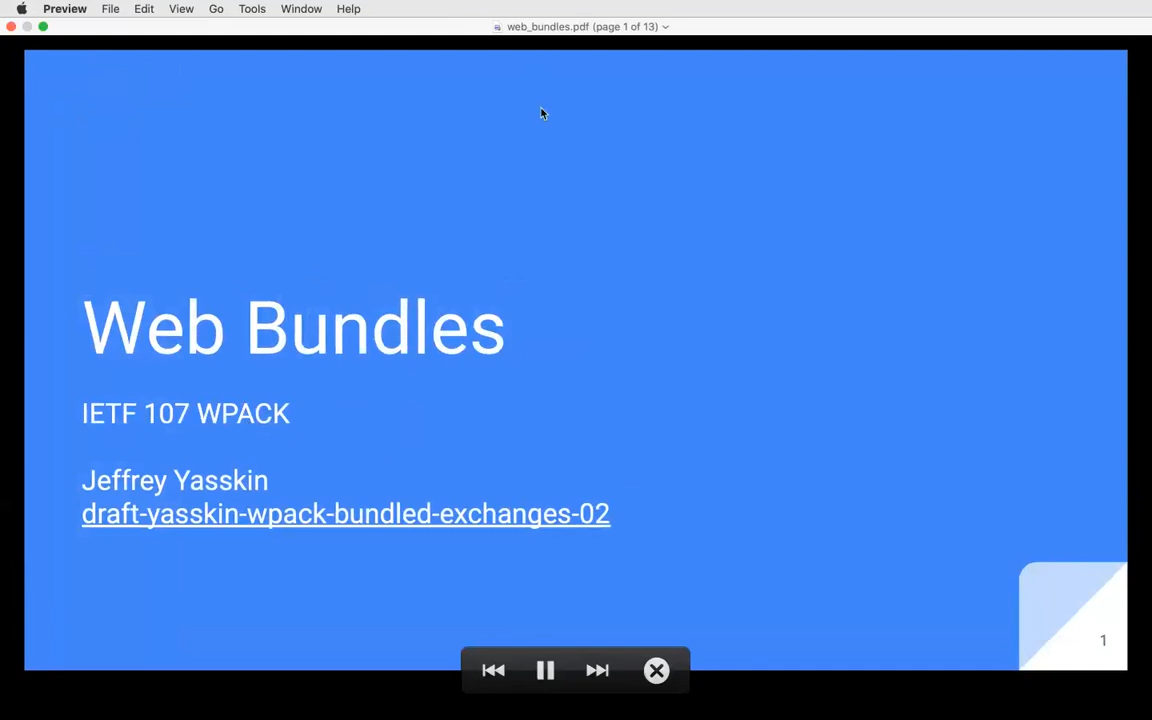 Preview File Edit View Go Tools Window Help
web_bundles.pdf (page 1 of 13)
Web Bundles
IETF 107 WPACK
Jeffrey Yasskin
draft-yasskin-wpack-bundled-exchanges-02
1